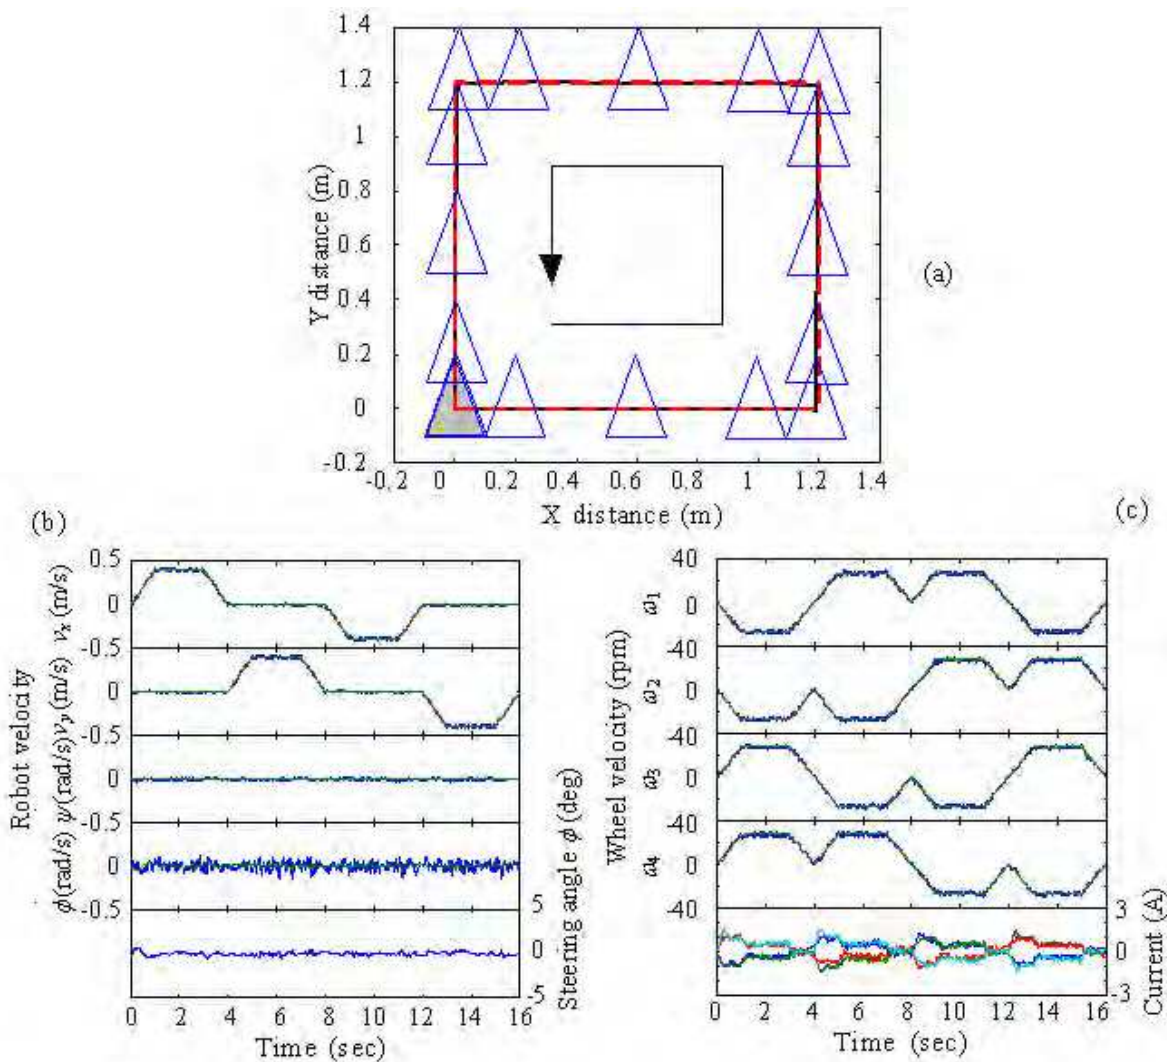 1.4
1.2
1
0.8
0.6
0.4
0.2
0
-0.2
Y distance (m)
-0.2 0 0.2 0.4 0.6 0.8 1 1.2 1.4
X distance (m)
(a)
(b)
0.5
0
-0.5
0
-0.5
0
-0.5
0
-0.5
Robot velocity
vx (m/s)
vy (m/s)
ψ (rad/s)
ϕ (rad/s)
5
0
-5
Steering angle ϕ (deg)
0 2 4 6 8 10 12 14 16
Time (sec)
(c)
40
0
-40
0
-40
0
-40
0
-40
Wheel velocity (rpm)
ω1
ω2
ω3
ω4
3
0
-3
Current (A)
0 2 4 6 8 10 12 14 16
Time (sec)